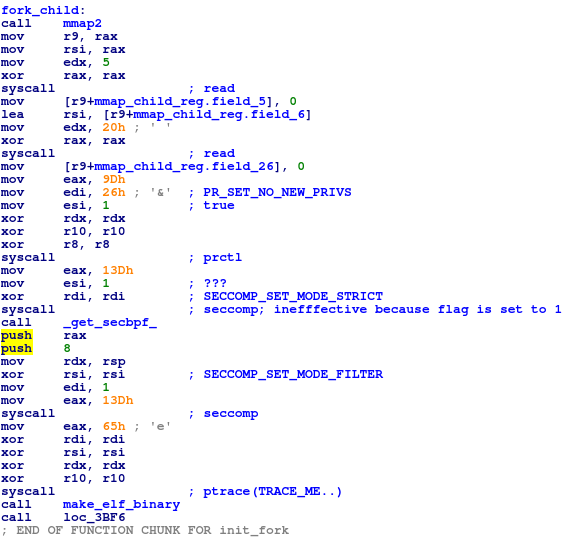 fork_child:
call mmap2
mov r9, rax
mov rsi, rax
mov edx, 5
xor rax, rax
syscall ; read
mov [r9+mmap_child_reg.field_5], 0
lea rsi, [r9+mmap_child_reg.field_6]
mov edx, 20h ; ' '
xor rax, rax
syscall ; read
mov [r9+mmap_child_reg.field_26], 0
mov eax, 9Dh
mov edi, 26h ; '&' ; PR_SET_NO_NEW_PRIVS
mov esi, 1 ; true
xor rdx, rdx
xor r10, r10
xor r8, r8
syscall ; prctl
mov eax, 13Dh
mov esi, 1 ; ???
xor rdi, rdi ; SECCOMP_SET_MODE_STRICT
syscall ; seccomp; inefffective because flag is set to 1
call _get_secbpf_
push rax
push 8
mov rdx, rsp
xor rsi, rsi ; SECCOMP_SET_MODE_FILTER
mov edi, 1
mov eax, 13Dh
syscall ; seccomp
mov eax, 65h ; 'e'
xor rdi, rdi
xor rsi, rsi
xor rdx, rdx
xor r10, r10
syscall ; ptrace(TRACE_ME..)
call make_elf_binary
call loc_3BF6
; END OF FUNCTION CHUNK FOR init_fork